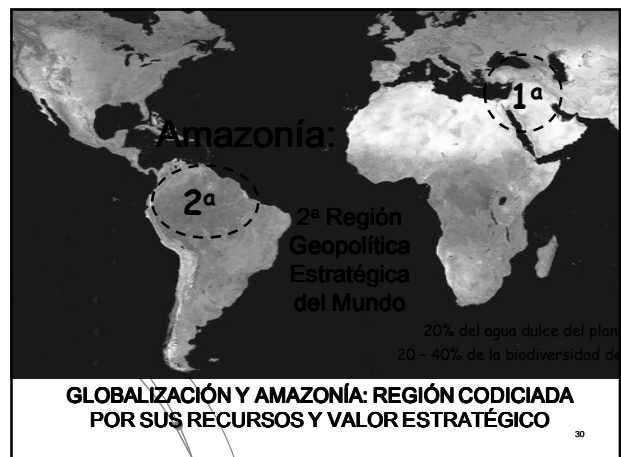 1ª
Amazonía:
2ª
2ª Región
Geopolítica
Estratégica
del Mundo
20% del agua dulce del plan
20 – 40% de la biodiversidad de
GLOBALIZACIÓN Y AMAZONÍA: REGIÓN CODICIADA
POR SUS RECURSOS Y VALOR ESTRATÉGICO
30